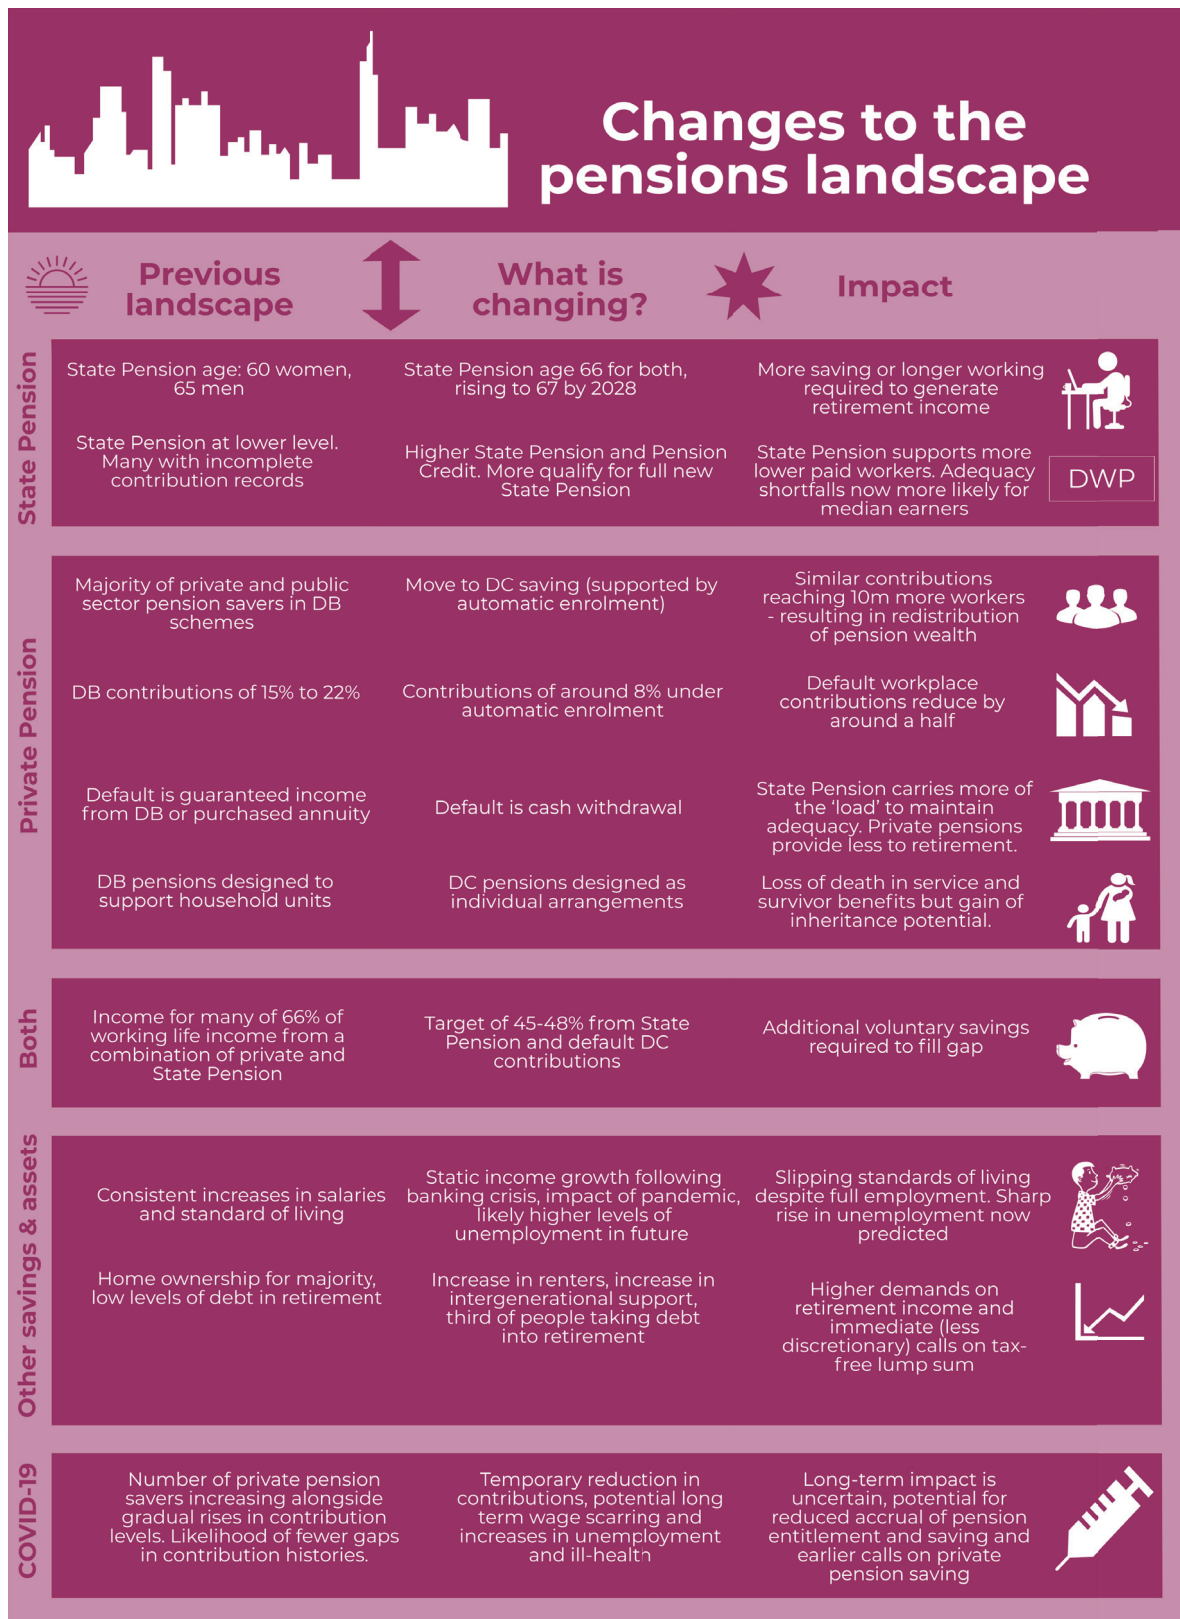 Changes to the
pensions landscape
Previous
landscape
What is
changing?
Impact
State Pension
State Pension age: 60 women,
65 men
State Pension age 66 for both,
rising to 67 by 2028
More saving or longer working
required to generate
retirement income
State Pension at lower level.
Many with incomplete
contribution records
Higher State Pension and Pension
Credit. More qualify for full new
State Pension
State Pension supports more
lower paid workers. Adequacy
shortfalls now more likely for
median earners
DWP
Private Pension
Majority of private and public
sector pension savers in DB
schemes
Move to DC saving (supported by
automatic enrolment)
Similar contributions
reaching 10m more workers
- resulting in redistribution
of pension wealth
DB contributions of 15% to 22%
Contributions of around 8% under
automatic enrolment
Default workplace
contributions reduce by
around a half
Default is guaranteed income
from DB or purchased annuity
Default is cash withdrawal
State Pension carries more of
the ‘load’ to maintain
adequacy. Private pensions
provide less to retirement.
DB pensions designed to
support household units
DC pensions designed as
individual arrangements
Loss of death in service and
survivor benefits but gain of
inheritance potential.
Both
Income for many of 66% of
working life income from a
combination of private and
State Pension
Target of 45-48% from State
Pension and default DC
contributions
Additional voluntary savings
required to fill gap
Other savings & assets
Consistent increases in salaries
and standard of living
Static income growth following
banking crisis, impact of pandemic,
likely higher levels of
unemployment in future
Slipping standards of living
despite full employment. Sharp
rise in unemployment now
predicted
Home ownership for majority,
low levels of debt in retirement
Increase in renters, increase in
intergenerational support,
third of people taking debt
into retirement
Higher demands on
retirement income and
immediate (less
discretionary) calls on tax-
free lump sum
COVID-19
Number of private pension
savers increasing alongside
gradual rises in contribution
levels. Likelihood of fewer gaps
in contribution histories.
Temporary reduction in
contributions, potential long
term wage scarring and
increases in unemployment
and ill-health
Long-term impact is
uncertain, potential for
reduced accrual of pension
entitlement and saving and
earlier calls on private
pension saving